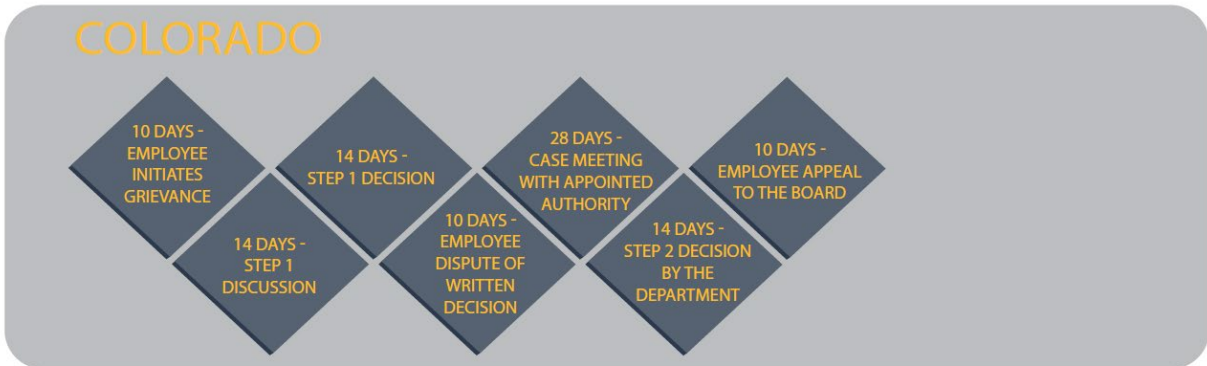 COLORADO
10 DAYS -
EMPLOYEE
INITIATES
GRIEVANCE
14 DAYS -
STEP 1
DISCUSSION
14 DAYS -
STEP 1 DECISION
10 DAYS -
EMPLOYEE
DISPUTE OF
WRITTEN
DECISION
28 DAYS -
CASE MEETING
WITH APPOINTED
AUTHORITY
14 DAYS -
STEP 2 DECISION
BY THE
DEPARTMENT
10 DAYS -
EMPLOYEE APPEAL
TO THE BOARD